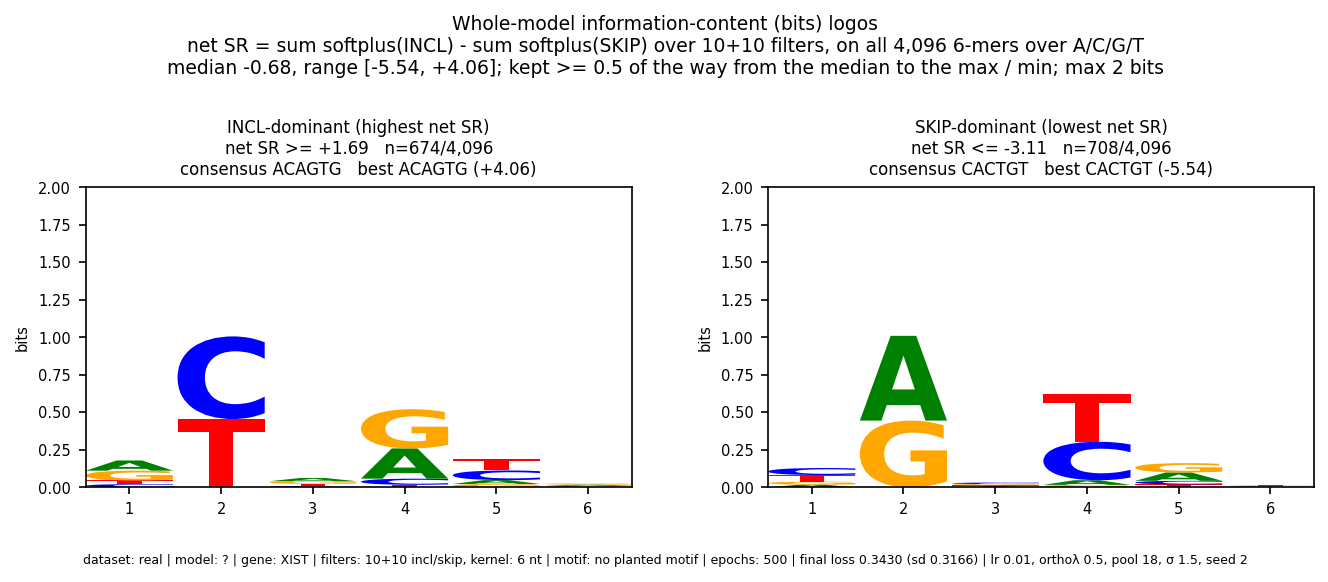 Whole-model information-content (bits) logos
net SR = sum softplus(INCL) - sum softplus(SKIP) over 10+10 filters, on all 4,096 6-mers over A/C/G/T
median -0.68, range [-5.54, +4.06]; kept >= 0.5 of the way from the median to the max / min; max 2 bits
INCL-dominant (highest net SR)
net SR >= +1.69   n=674/4,096
consensus ACAGTG   best ACAGTG (+4.06)
2.00
1.75
1.50
1.25
1.00
0.75
0.50
0.25
0.00
bits
1 2 3 4 5 6
SKIP-dominant (lowest net SR)
net SR <= -3.11   n=708/4,096
consensus CACTGT   best CACTGT (-5.54)
2.00
1.75
1.50
1.25
1.00
0.75
0.50
0.25
0.00
bits
1 2 3 4 5 6
dataset: real | model: ? | gene: XIST | filters: 10+10 incl/skip, kernel: 6 nt | motif: no planted motif | epochs: 500 | final loss 0.3430 (sd 0.3166) | lr 0.01, orthoλ 0.5, pool 18, σ 1.5, seed 2